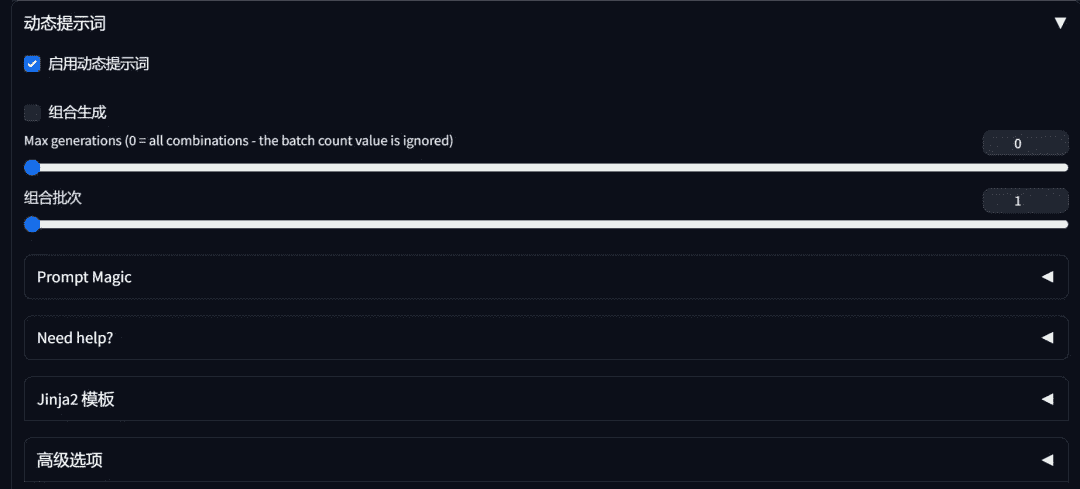 动态提示词
启用动态提示词
组合生成
Max generations (0 = all combinations - the batch count value is ignored)
0
组合批次
1
Prompt Magic
Need help?
Jinja2 模板
高级选项